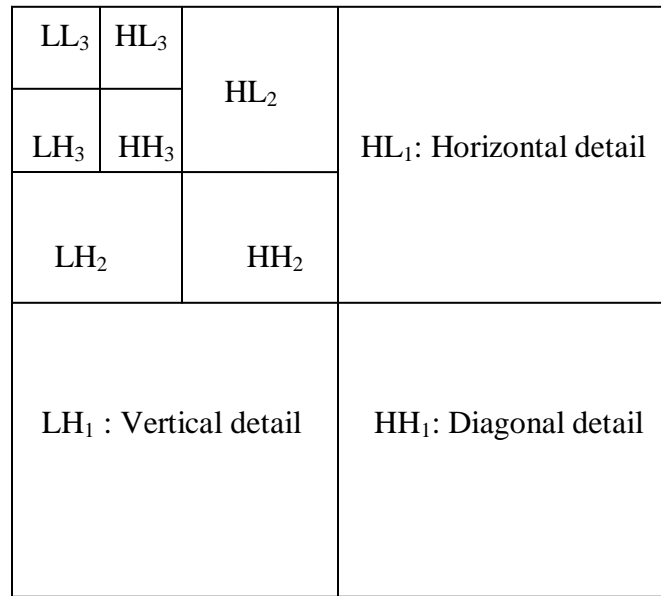 LL₃ HL₃
HL₂
LH₃ HH₃
HL₁: Horizontal detail
LH₂ HH₂
LH₁ : Vertical detail HH₁: Diagonal detail